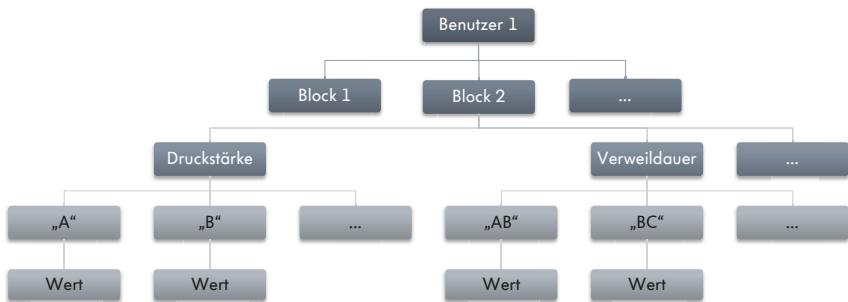 Benutzer 1
Block 1
Block 2
...
Druckstärke
Verweildauer
...
„A“
„B“
...
„AB“
„BC“
...
Wert
Wert
Wert
Wert